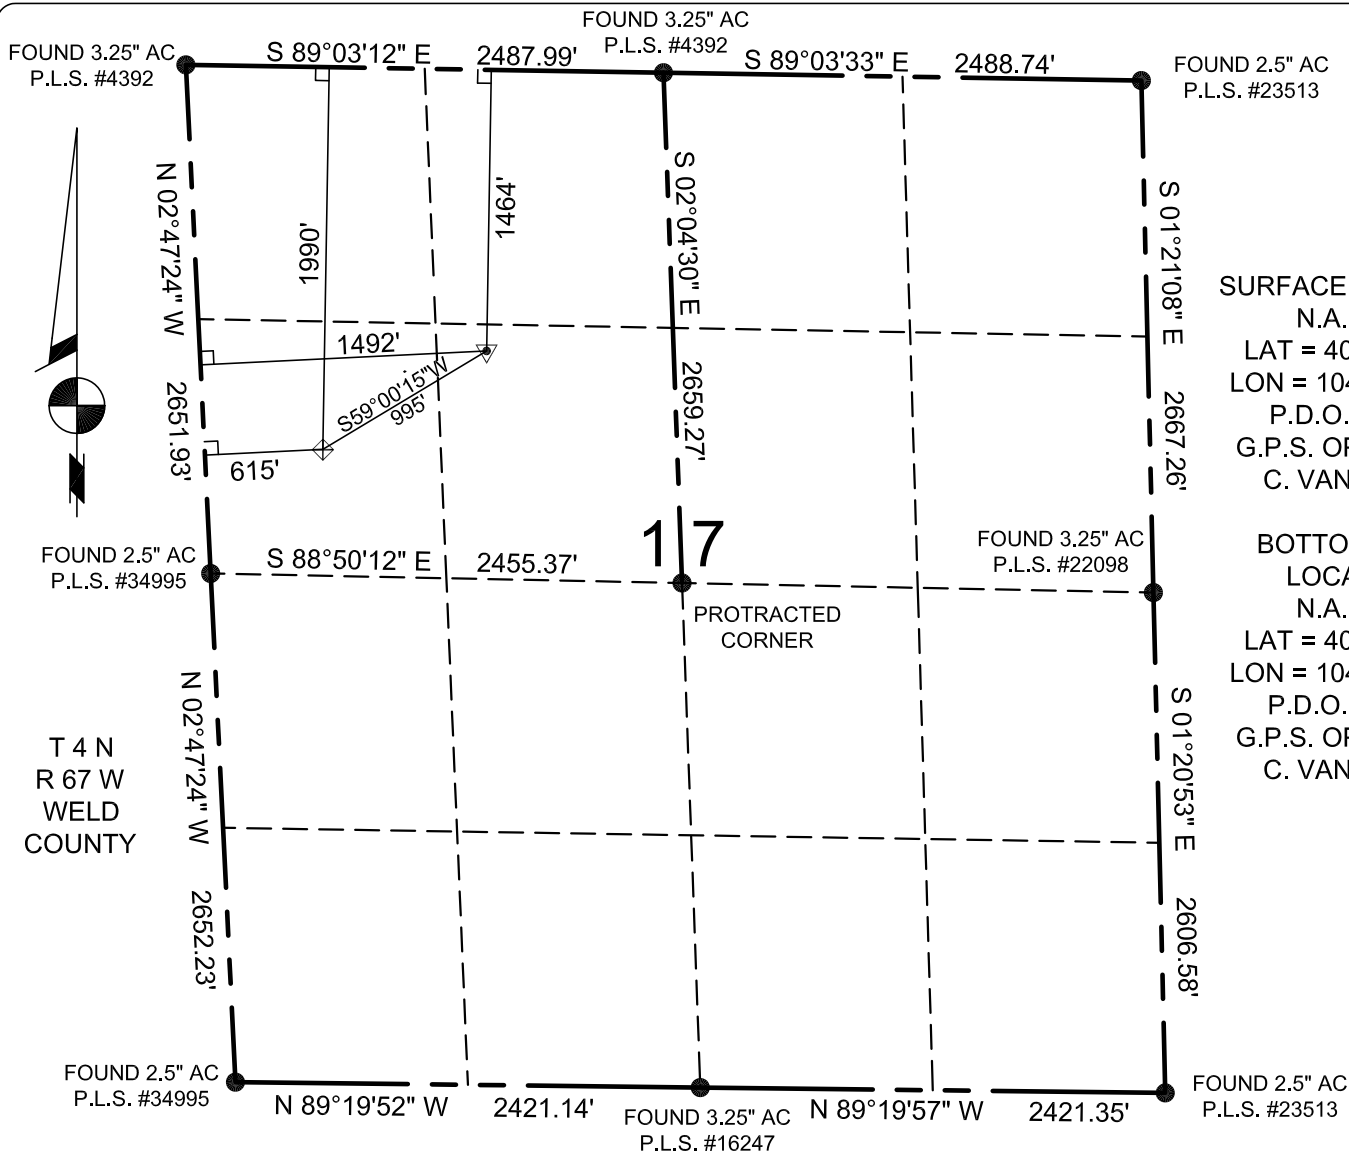 FOUND 3.25" AC
P.L.S. #4392
S 89°03'12" E
2487.99'
FOUND 3.25" AC
P.L.S. #4392
S 89°03'33" E
2488.74'
FOUND 2.5" AC
P.L.S. #23513
N 02°47'24" W
2651.93'
1990'
1464'
S 02°04'30" E
2659.27'
S 01°21'08" E
2667.26'
1492'
S59°00'15"W
995'
615'
SURFACE
N.A.
LAT = 40
LON = 104
P.D.O.
G.P.S. OP
C. VAN
FOUND 2.5" AC
P.L.S. #34995
S 88°50'12" E
2455.37'
17
PROTRACTED
CORNER
FOUND 3.25" AC
P.L.S. #22098
BOTTO
LOCA
N.A.
LAT = 40
LON = 104
P.D.O.
G.P.S. OP
C. VAN
T 4 N
R 67 W
WELD
COUNTY
N 02°47'24" W
2652.23'
S 01°20'53" E
2606.58'
FOUND 2.5" AC
P.L.S. #34995
N 89°19'52" W
2421.14'
FOUND 3.25" AC
P.L.S. #16247
N 89°19'57" W
2421.35'
FOUND 2.5" AC
P.L.S. #23513